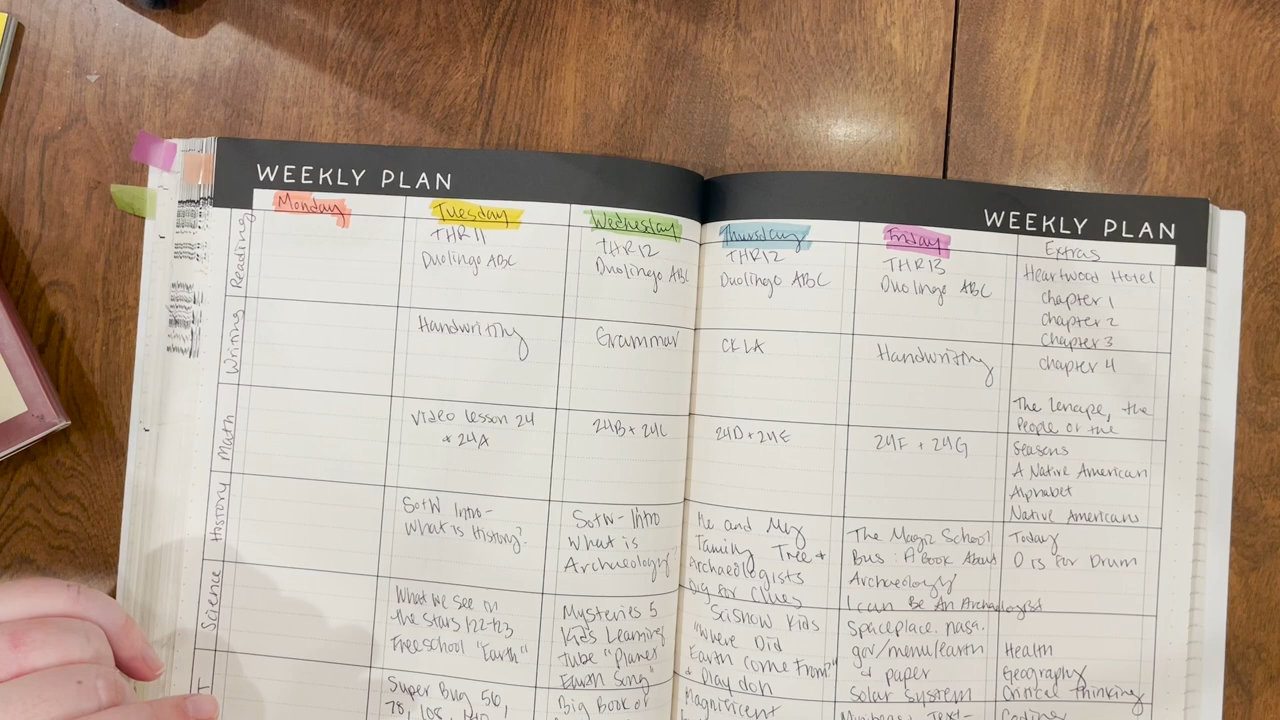 WEEKLY PLAN
WEEKLY PLAN
Monday
Tuesday
Wednesday
Thursday
Friday
Extras
Reading
THR 11
Duolingo ABC
THR12
Duolingo ABC
THR12
Duolingo ABC
THR13
Duolingo ABC
Heartwood Hotel
chapter 1
chapter 2
Chapter 3
chapter 4
Writing
Handwriting
Grammar
CKLA
Handwriting
The Lenape, the
People of the
Seasons
A Native American
Alphabet
Native Americans
Today
D is For Drum
Math
Video lesson 24
+ 24A
24B + 24C
24D + 24E
24F + 24G
History
SotW Intro-
What is History?
SotW - Intro
What is
Archaeology
Me and My
Family Tree +
Archaeologists
Dig For Clues
The Magic School
Bus: A Book About
Archaeology
I can Be An Archaeologist
Science
What We See in
the Stars 122-123
Treeschool "Earth"
Mysteries 5
Kids Learning
Tube "Planet
Earth Song"
SciShow Kids
"Where Did
Earth Come From?"
+ play doh
Spaceplace.nasa.
gov/menu/earth
+ paper
Solar System
Health
Geography
Critical Thinking
Coding
Super Bug 56,
78, 108,
Big Book of
Magnificent